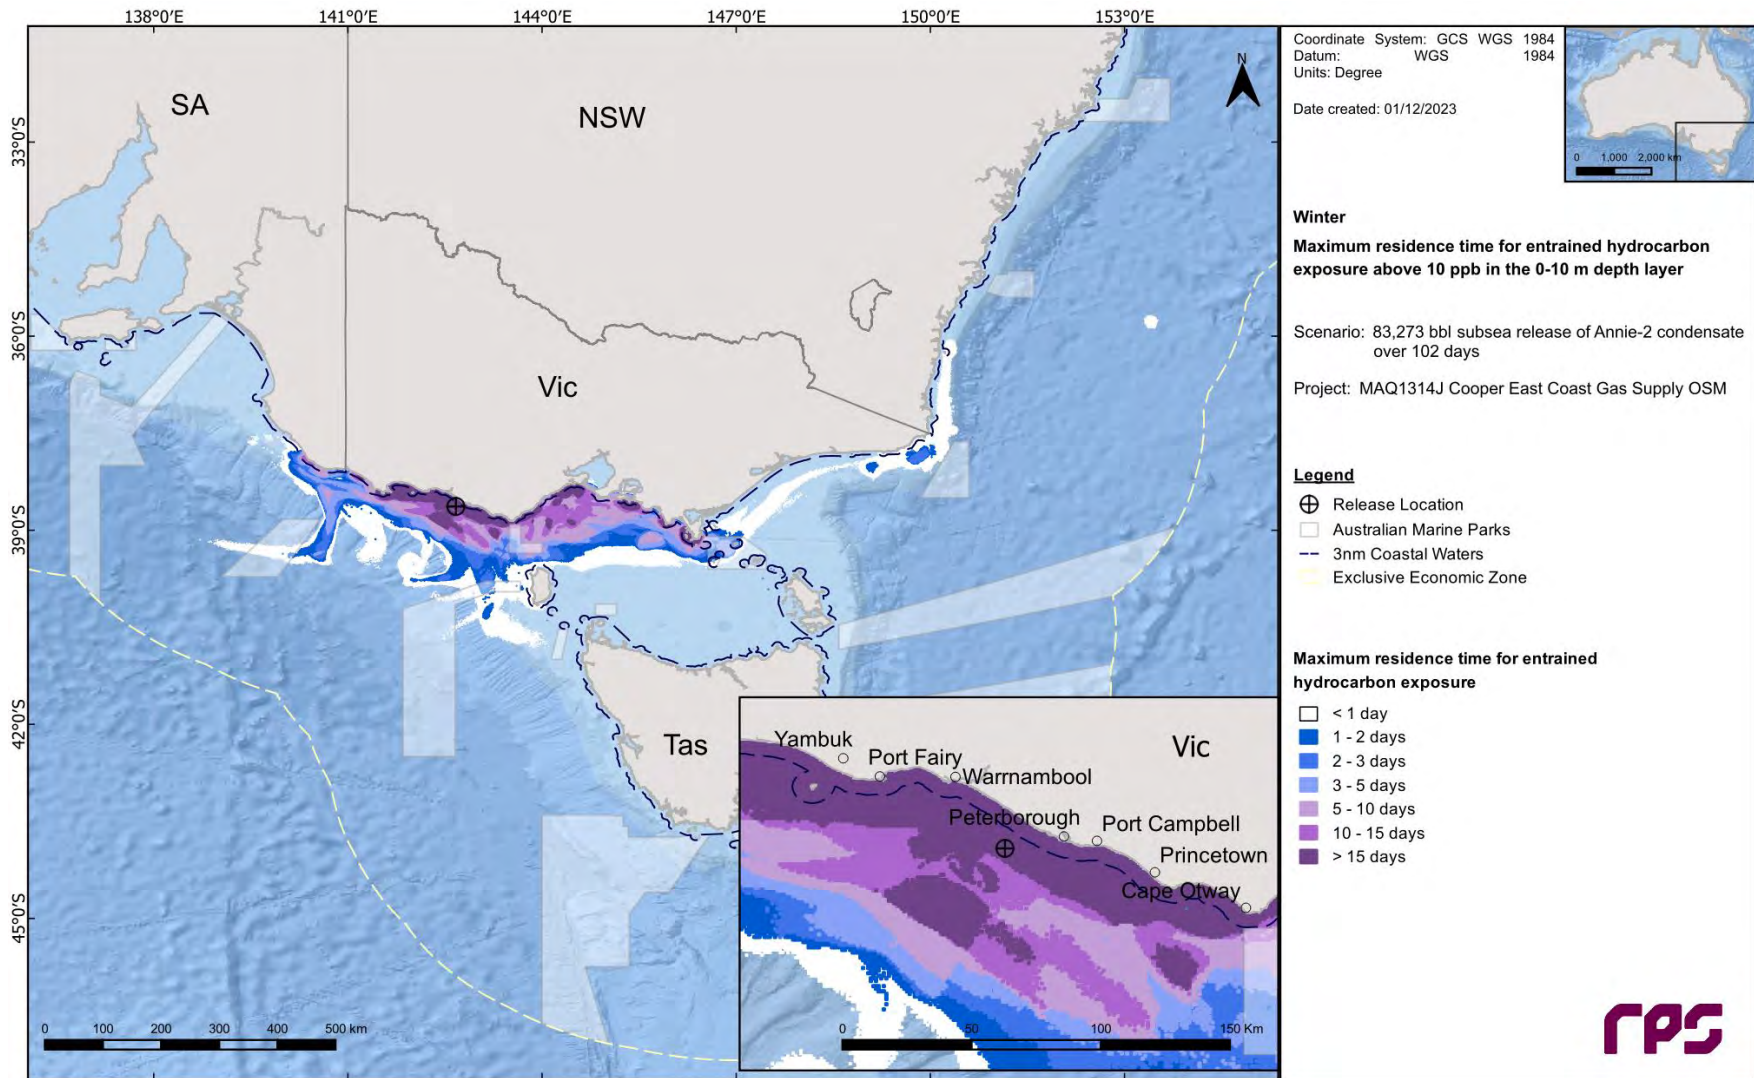 138°0'E 141°0'E 144°0'E 147°0'E 150°0'E 153°0'E
33°0'S
36°0'S
39°0'S
42°0'S
45°0'S
SA
NSW
Vic
Tas
N
0 100 200 300 400 500 km
Yambuk
Port Fairy
Warrnambool
Vic
Peterborough
Port Campbell
Princetown
Cape Otway
0 50 100 150 Km
Coordinate System: GCS WGS 1984
Datum: WGS 1984
Units: Degree
Date created: 01/12/2023
0 1,000 2,000 km
Winter
Maximum residence time for entrained hydrocarbon
exposure above 10 ppb in the 0-10 m depth layer
Scenario: 83,273 bbl subsea release of Annie-2 condensate
over 102 days
Project: MAQ1314J Cooper East Coast Gas Supply OSM
Legend
Release Location
Australian Marine Parks
3nm Coastal Waters
Exclusive Economic Zone
Maximum residence time for entrained
hydrocarbon exposure
< 1 day
1 - 2 days
2 - 3 days
3 - 5 days
5 - 10 days
10 - 15 days
> 15 days
rps